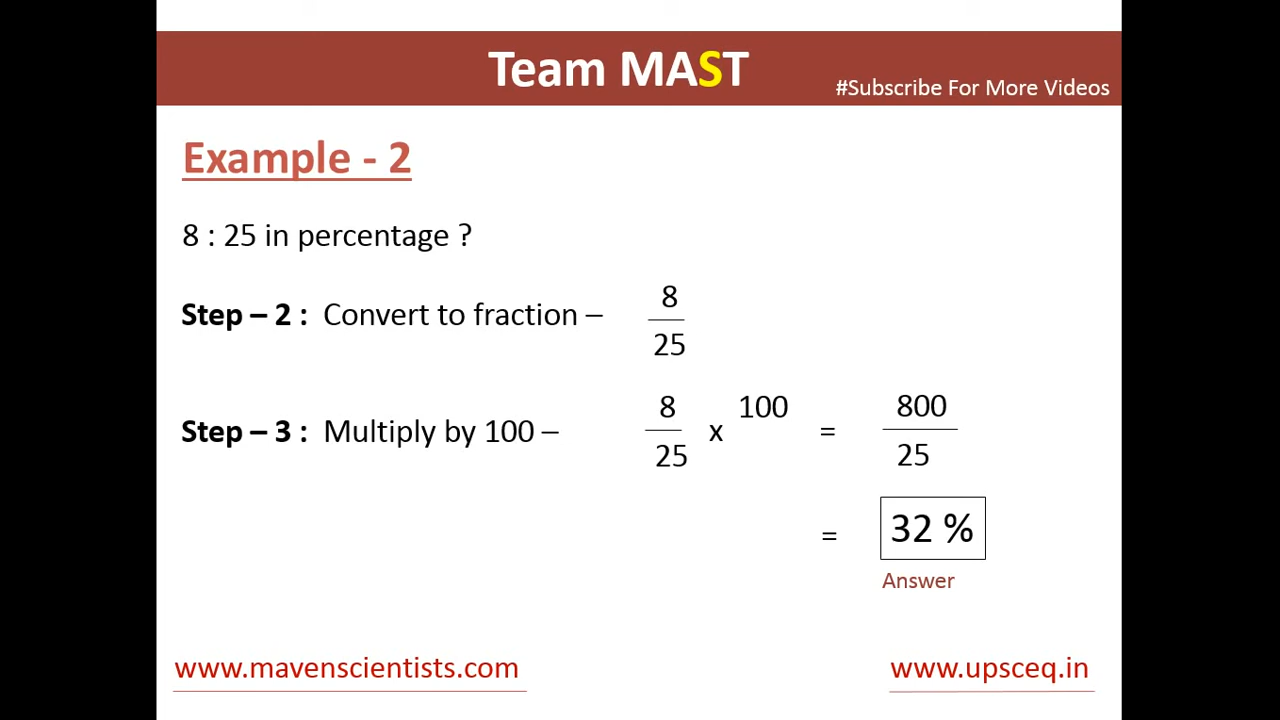 Team MAST
#Subscribe For More Videos
Example - 2
8 : 25 in percentage ?
Step – 2 : Convert to fraction –
8
25
Step – 3 : Multiply by 100 –
8
25
x
100
=
800
25
=
32 %
Answer
www.mavenscientists.com
www.upsceq.in